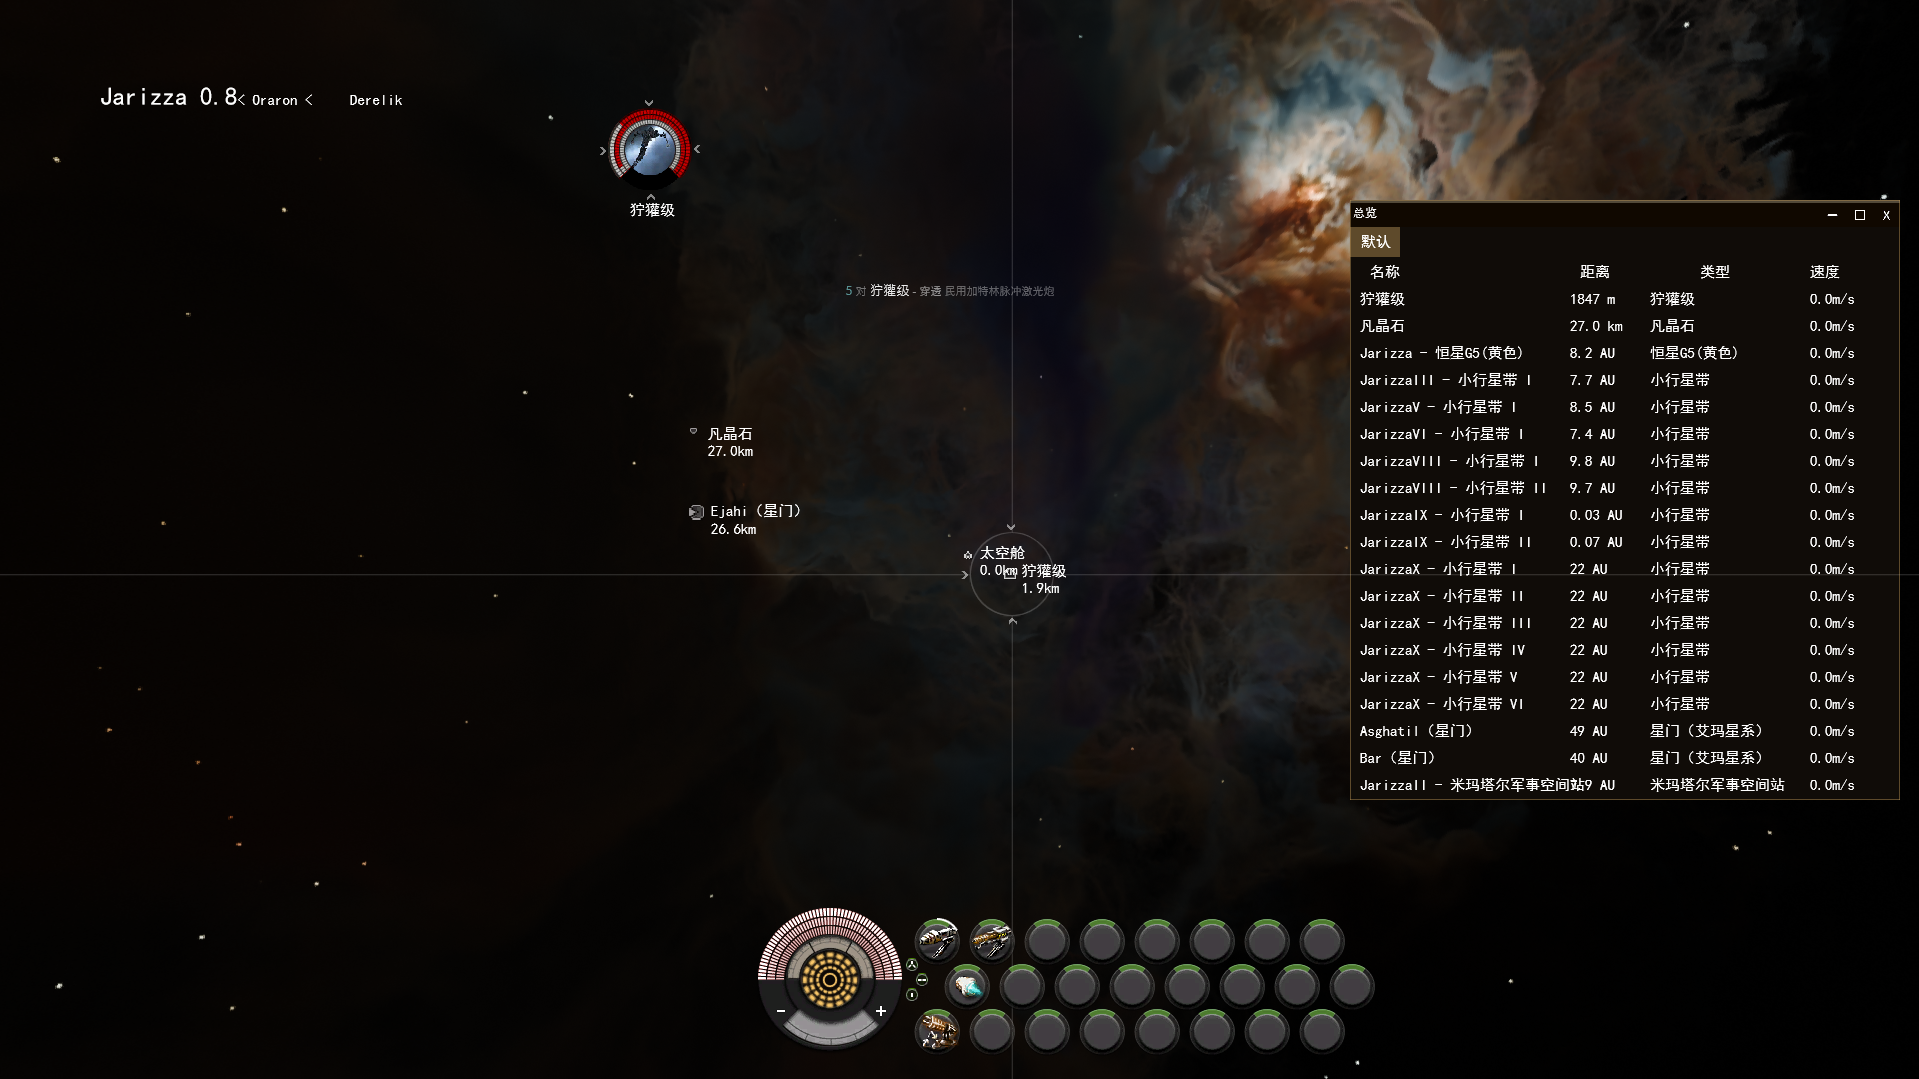 Jarizza 0.8< Oraron < Derelik
狞獾级
5 对 狞獾级 - 穿透 民用加特林脉冲激光炮
凡晶石
27.0km
Ejahi（星门）
26.6km
太空舱
0.0km
狞獾级
1.9km
总览
默认
名称 距离 类型 速度
狞獾级 1847 m 狞獾级 0.0m/s
凡晶石 27.0 km 凡晶石 0.0m/s
Jarizza - 恒星G5(黄色) 8.2 AU 恒星G5(黄色) 0.0m/s
JarizzaIII - 小行星带 I 7.7 AU 小行星带 0.0m/s
JarizzaV - 小行星带 I 8.5 AU 小行星带 0.0m/s
JarizzaVI - 小行星带 I 7.4 AU 小行星带 0.0m/s
JarizzaVIII - 小行星带 I 9.8 AU 小行星带 0.0m/s
JarizzaVIII - 小行星带 II 9.7 AU 小行星带 0.0m/s
JarizzaIX - 小行星带 I 0.03 AU 小行星带 0.0m/s
JarizzaIX - 小行星带 II 0.07 AU 小行星带 0.0m/s
JarizzaX - 小行星带 I 22 AU 小行星带 0.0m/s
JarizzaX - 小行星带 II 22 AU 小行星带 0.0m/s
JarizzaX - 小行星带 III 22 AU 小行星带 0.0m/s
JarizzaX - 小行星带 IV 22 AU 小行星带 0.0m/s
JarizzaX - 小行星带 V 22 AU 小行星带 0.0m/s
JarizzaX - 小行星带 VI 22 AU 小行星带 0.0m/s
Asghatil（星门） 49 AU 星门（艾玛星系） 0.0m/s
Bar（星门） 40 AU 星门（艾玛星系） 0.0m/s
JarizzaII - 米玛塔尔军事空间站 AU 米玛塔尔军事空间站 0.0m/s